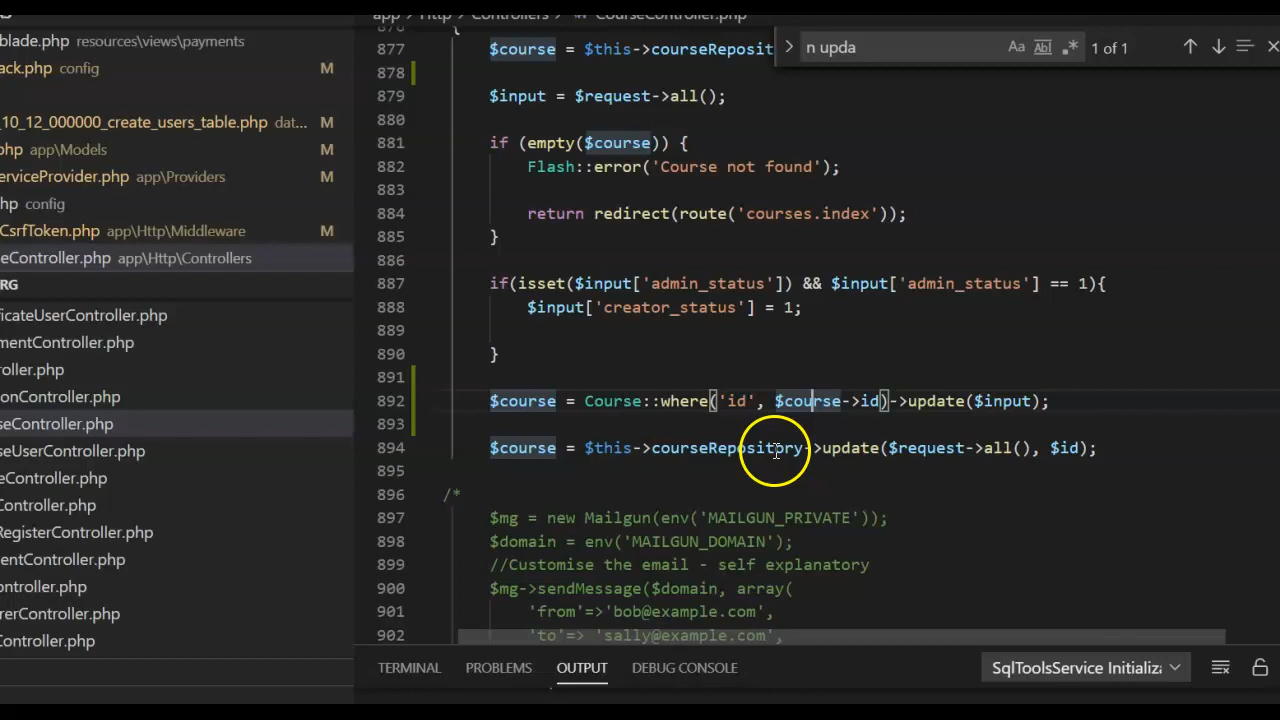 app > Http > Controllers > CourseController.php
blade.php resources\views\payments
ack.php config M
_10_12_000000_create_users_table.php dat... M
php app\Models M
erviceProvider.php app\Providers M
hp config
CsrfToken.php app\Http\Middleware M
eController.php app\Http\Controllers
RG
ficateUserController.php
mentController.php
roller.php
onController.php
seController.php
seUserController.php
eController.php
Controller.php
RegisterController.php
entController.php
ontroller.php
rerController.php
Controller.php
n upda
Aa Abl .* 1 of 1
876 {
877 $course = $this->courseReposit
878
879 $input = $request->all();
880
881 if (empty($course)) {
882 Flash::error('Course not found');
883
884 return redirect(route('courses.index'));
885 }
886
887 if(isset($input['admin_status']) && $input['admin_status'] == 1){
888 $input['creator_status'] = 1;
889
890 }
891
892 $course = Course::where('id', $course->id)->update($input);
893
894 $course = $this->courseRepository->update($request->all(), $id);
895
896 /*
897 $mg = new Mailgun(env('MAILGUN_PRIVATE'));
898 $domain = env('MAILGUN_DOMAIN');
899 //Customise the email - self explanatory
900 $mg->sendMessage($domain, array(
901 'from'=>'bob@example.com',
902 'to'=> 'sally@example.com',
TERMINAL PROBLEMS OUTPUT DEBUG CONSOLE SqlToolsService Initializa